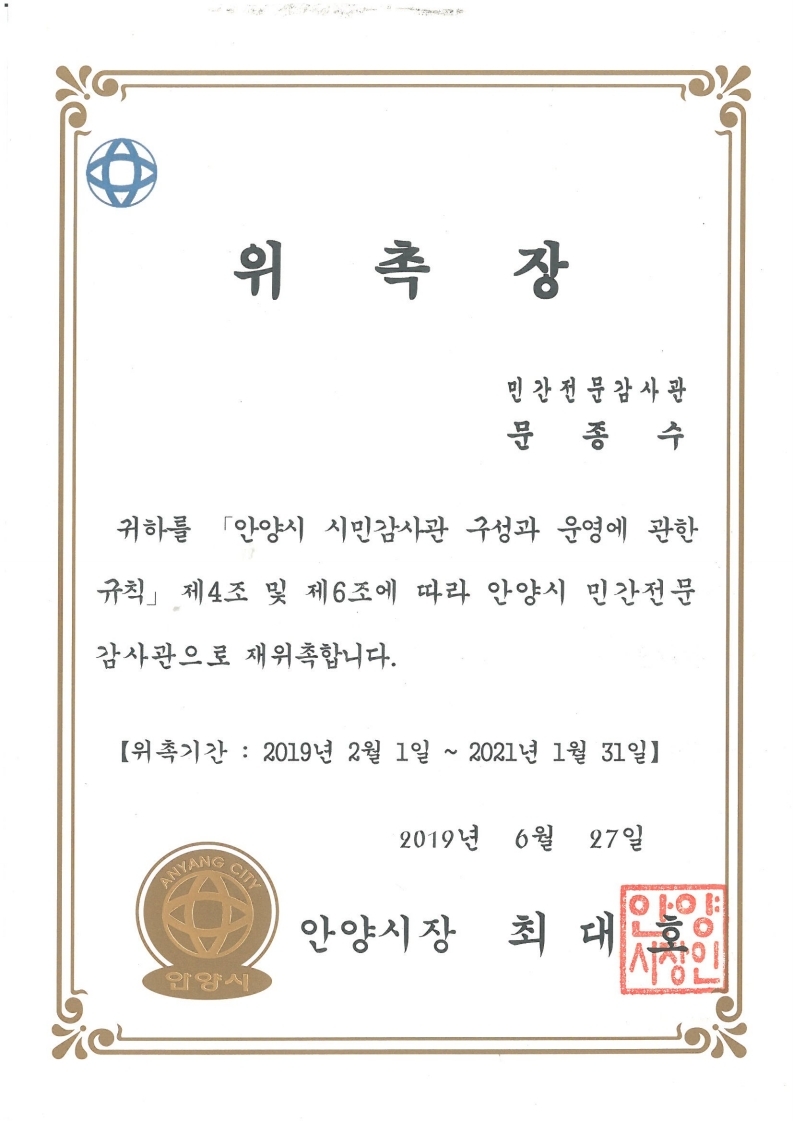 위 촉 장
민간전문감사관
문 종 수
귀하를 「안양시 시민감사관 구성과 운영에 관한
규칙」 제4조 및 제6조에 따라 안양시 민간전문
감사관으로 재위촉합니다.
【위촉기간 : 2019년 2월 1일 ~ 2021년 1월 31일】
2019년 6월 27일
ANYANG CITY
안양시
안양시장 최 대 호
안양
시장인